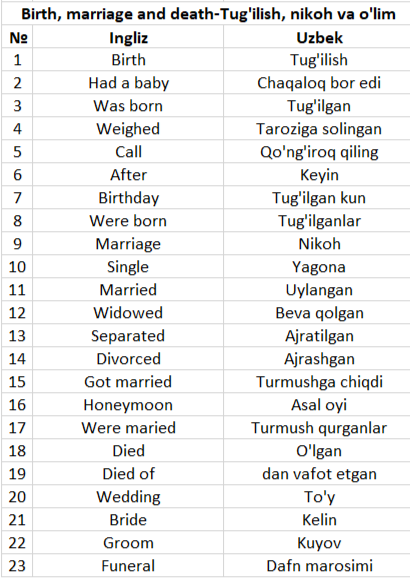 Birth, marriage and death-Tug'ilish, nikoh va o'lim
№ Ingliz Uzbek
1 Birth Tug'ilish
2 Had a baby Chaqaloq bor edi
3 Was born Tug'ilgan
4 Weighed Taroziga solingan
5 Call Qo'ng'iroq qiling
6 After Keyin
7 Birthday Tug'ilgan kun
8 Were born Tug'ilganlar
9 Marriage Nikoh
10 Single Yagona
11 Married Uylangan
12 Widowed Beva qolgan
13 Separated Ajratilgan
14 Divorced Ajrashgan
15 Got married Turmushga chiqdi
16 Honeymoon Asal oyi
17 Were maried Turmush qurganlar
18 Died O'lgan
19 Died of dan vafot etgan
20 Wedding To'y
21 Bride Kelin
22 Groom Kuyov
23 Funeral Dafn marosimi